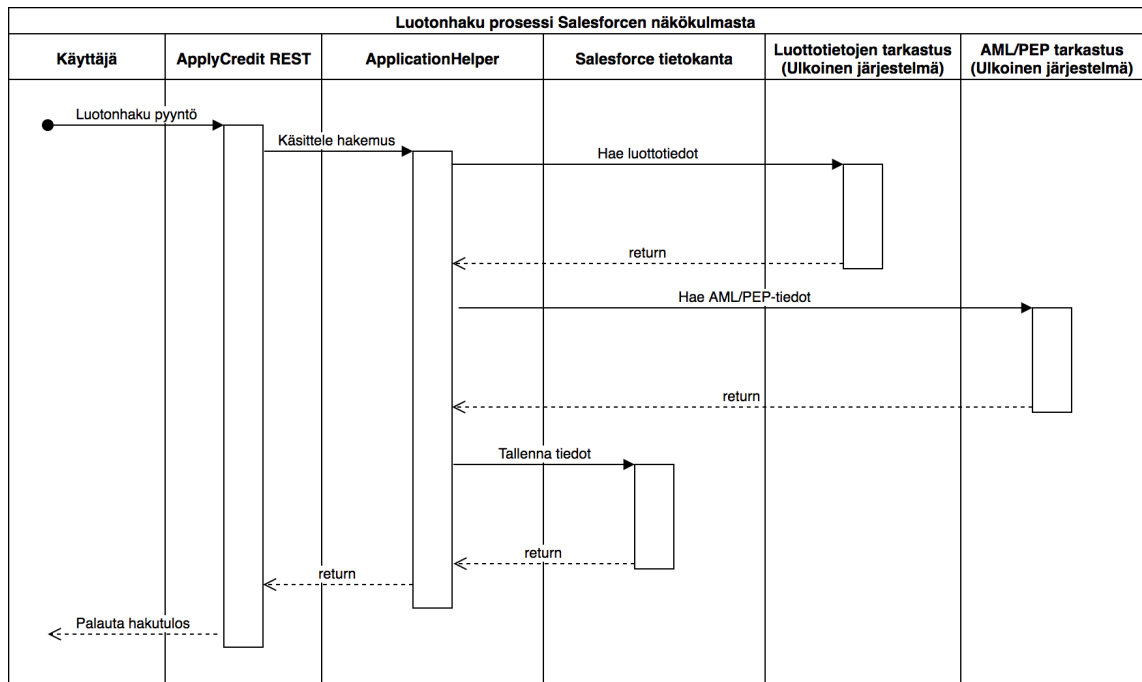 Luotonhaku prosessi Salesforcen näkökulmasta
Käyttäjä
ApplyCredit REST
ApplicationHelper
Salesforce tietokanta
Luottotietojen tarkastus
(Ulkoinen järjestelmä)
AML/PEP tarkastus
(Ulkoinen järjestelmä)
Luotonhaku pyyntö
Käsittele hakemus
Hae luottotiedot
return
Hae AML/PEP-tiedot
return
Tallenna tiedot
return
return
Palauta hakutulos